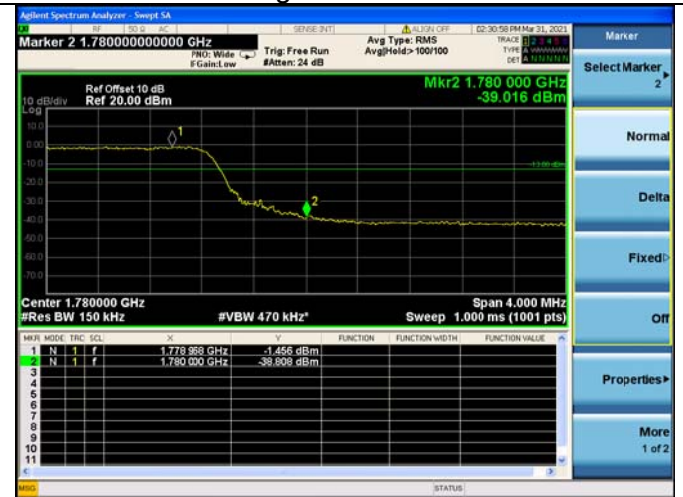 Agilent Spectrum Analyzer - Swept SA
RF 50 Ω AC SENSE:INT ALIGN OFF 02:30:58 PM Mar 31, 2021
Marker 2 1.780000000000 GHz
PNO: Wide
IFGain:Low
Trig: Free Run
#Atten: 24 dB
Avg Type: RMS
Avg|Hold:>100/100
TRACE 1 2 3 4 5 6
TYPE A WWWWW
DET A N N N N N
Ref Offset 10 dB
Ref 20.00 dBm
10 dB/div
Log
Mkr2 1.780 000 GHz
-39.016 dBm
10.0
0.00
-10.0
-20.0
-30.0
-40.0
-50.0
-60.0
-70.0
1
2
-13.00 dBm
Center 1.780000 GHz
#Res BW 150 kHz
#VBW 470 kHz*
Span 4.000 MHz
Sweep 1.000 ms (1001 pts)
MKR MODE TRC SCL X Y FUNCTION FUNCTION WIDTH FUNCTION VALUE
1 N 1 f 1.778 968 GHz -1.456 dBm
2 N 1 f 1.780 000 GHz -38.808 dBm
3
4
5
6
7
8
9
10
11
MSG
STATUS
Marker
Select Marker
2
Normal
Delta
Fixed
Off
Properties
More
1 of 2